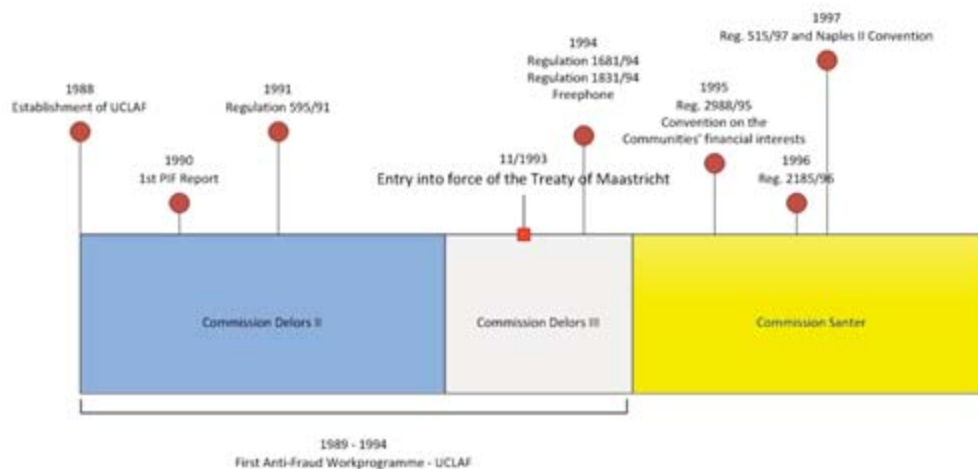 1988
Establishment of UCLAF
1990
1st PIF Report
1991
Regulation 595/91
11/1993
Entry into force of the Treaty of Maastricht
1994
Regulation 1681/94
Regulation 1831/94
Freephone
1995
Reg. 2988/95
Convention on the
Communities' financial interests
1996
Reg. 2185/96
1997
Reg. 515/97 and Naples II Convention
Commission Delors II
Commission Delors III
Commission Santer
1989 - 1994
First Anti-Fraud Workprogramme - UCLAF